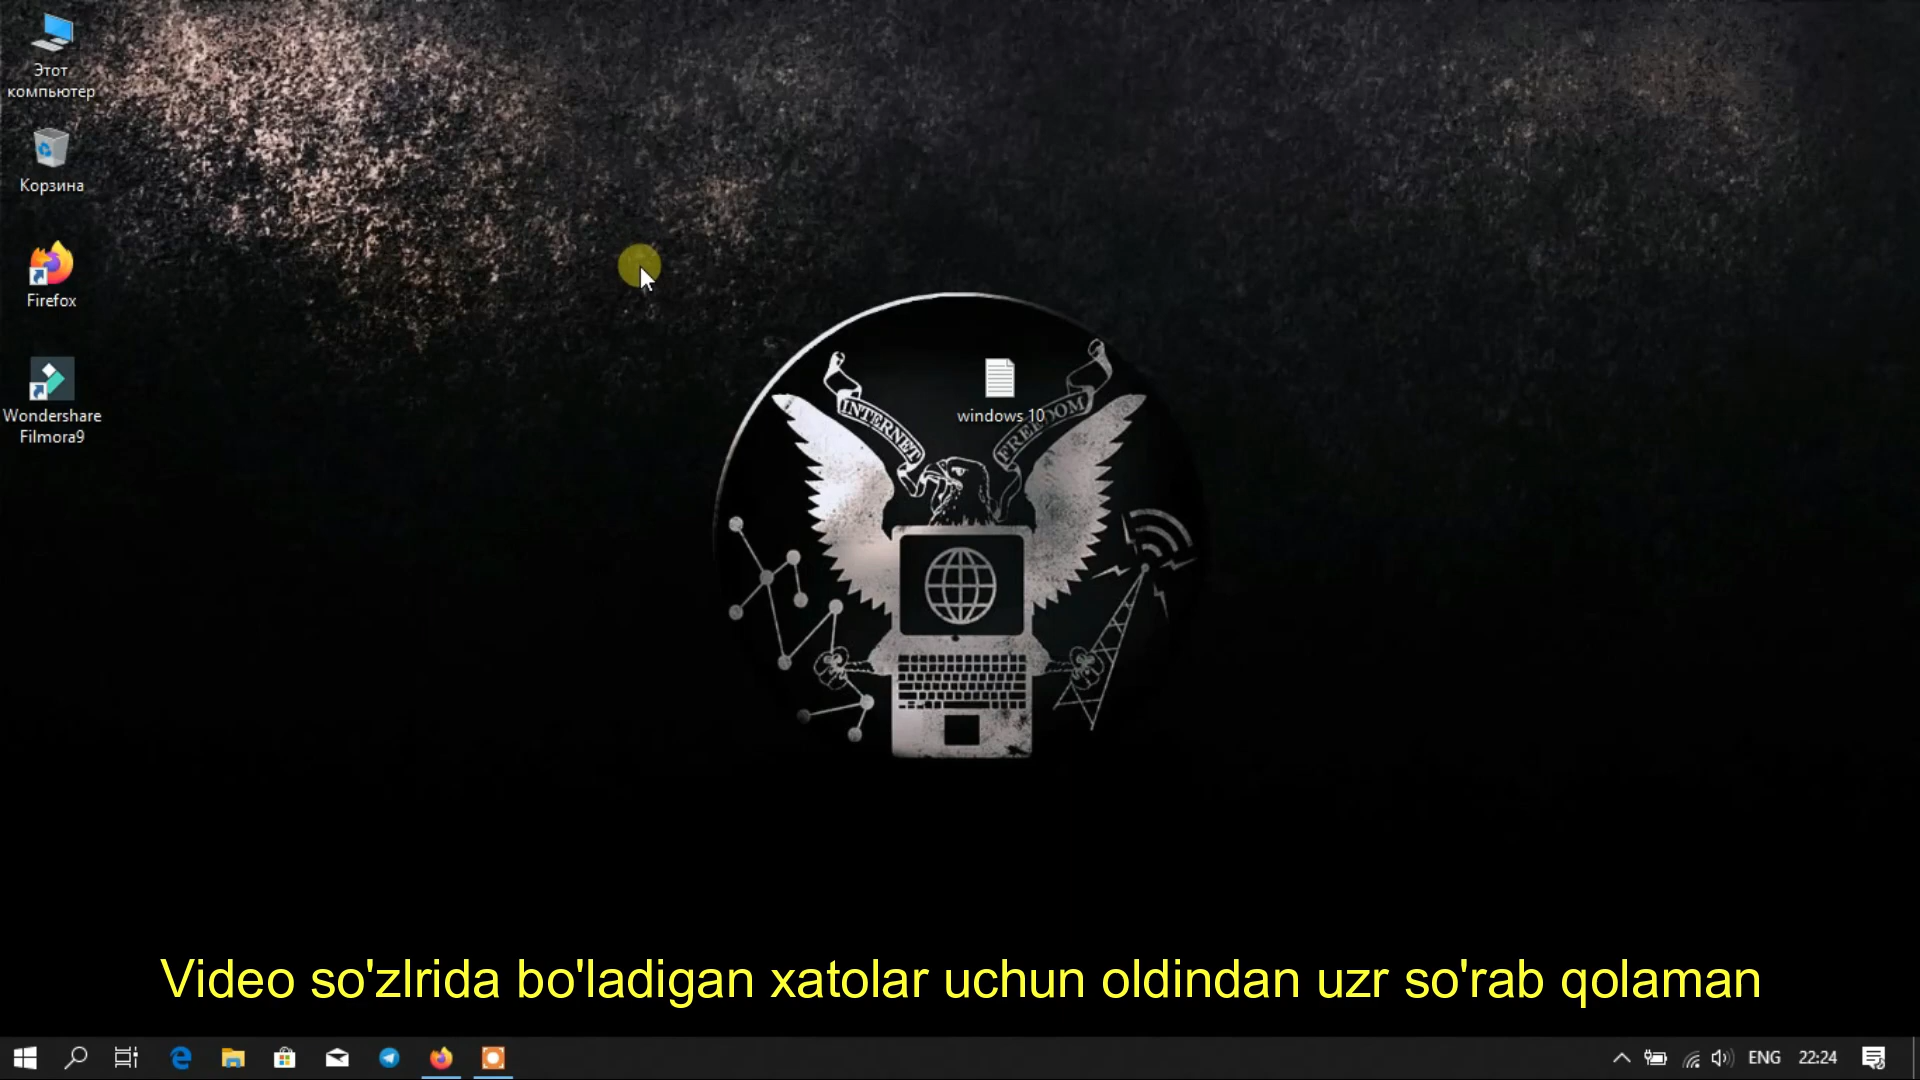 Этот
компьютер
Корзина
Firefox
Wondershare
Filmora9
windows 10
INTERNET
FREEDOM
Video so'zlrida bo'ladigan xatolar uchun oldindan uzr so'rab qolaman
ENG
22:24